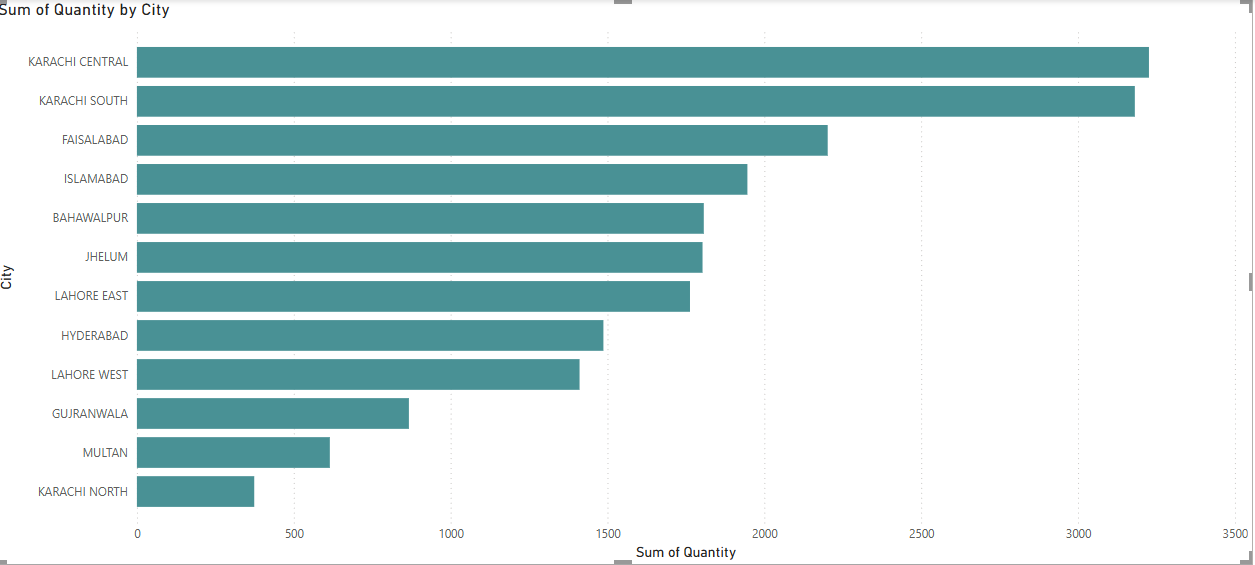 Sum of Quantity by City
KARACHI CENTRAL
KARACHI SOUTH
FAISALABAD
ISLAMABAD
BAHAWALPUR
JHELUM
LAHORE EAST
HYDERABAD
LAHORE WEST
GUJRANWALA
MULTAN
KARACHI NORTH
City
0 500 1000 1500 2000 2500 3000 3500
Sum of Quantity